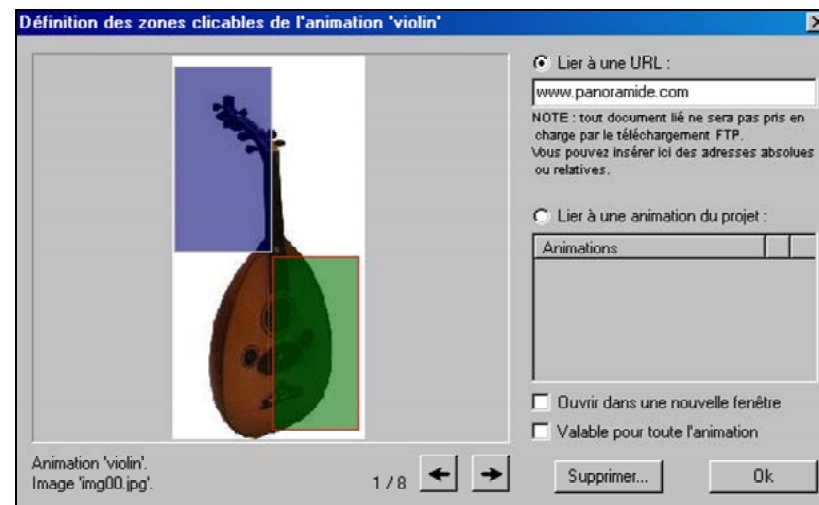 Définition des zones clicables de l'animation 'violin'
Lier à une URL :
www.panoramide.com
NOTE : tout document lié ne sera pas pris en
charge par le téléchargement FTP.
Vous pouvez insérer ici des adresses absolues
ou relatives.
Lier à une animation du projet :
Animations
Ouvrir dans une nouvelle fenêtre
Valable pour toute l'animation
Animation 'violin'.
Image 'img00.jpg'.
1 / 8
Supprimer...
Ok